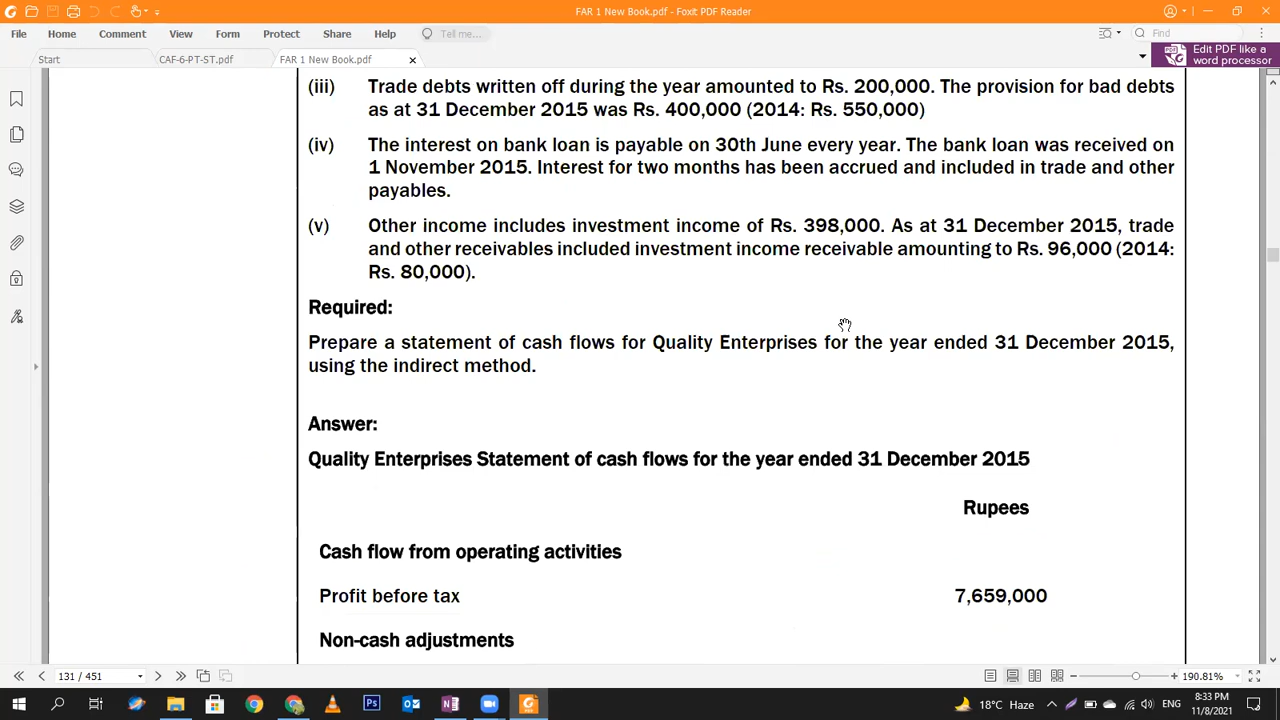 FAR 1 New Book.pdf - Foxit PDF Reader
File Home Comment View Form Protect Share Help Tell me... Find
Edit PDF like a
word processor
Start CAF-6-PT-ST.pdf FAR 1 New Book.pdf
(iii) Trade debts written off during the year amounted to Rs. 200,000. The provision for bad debts
as at 31 December 2015 was Rs. 400,000 (2014: Rs. 550,000)
(iv) The interest on bank loan is payable on 30th June every year. The bank loan was received on
1 November 2015. Interest for two months has been accrued and included in trade and other
payables.
(v) Other income includes investment income of Rs. 398,000. As at 31 December 2015, trade
and other receivables included investment income receivable amounting to Rs. 96,000 (2014:
Rs. 80,000).
Required:
Prepare a statement of cash flows for Quality Enterprises for the year ended 31 December 2015,
using the indirect method.
Answer:
Quality Enterprises Statement of cash flows for the year ended 31 December 2015
Rupees
Cash flow from operating activities
Profit before tax 7,659,000
Non-cash adjustments
131 / 451 190.81%
18°C Haze ENG 8:33 PM
11/8/2021